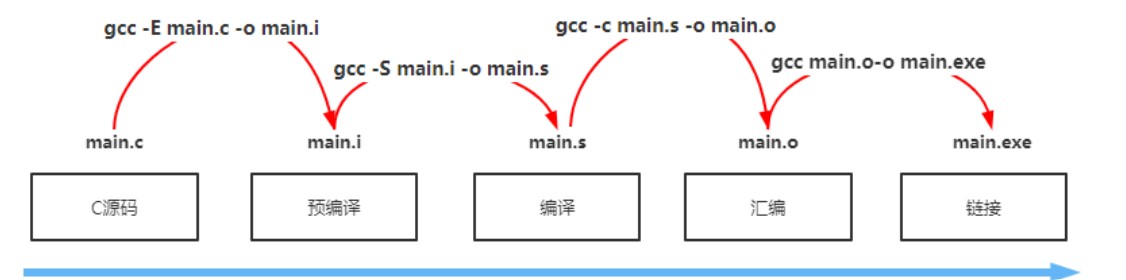 gcc -E main.c -o main.i
gcc -S main.i -o main.s
gcc -c main.s -o main.o
gcc main.o-o main.exe
main.c
main.i
main.s
main.o
main.exe
C源码
预编译
编译
汇编
链接